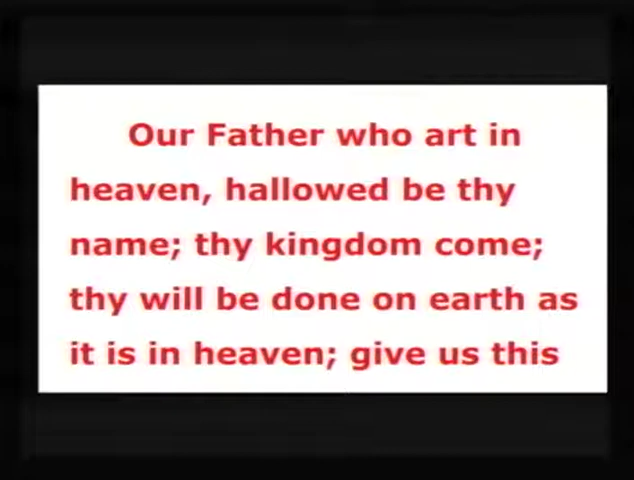 Our Father who art in
heaven, hallowed be thy
name; thy kingdom come;
thy will be done on earth as
it is in heaven; give us this